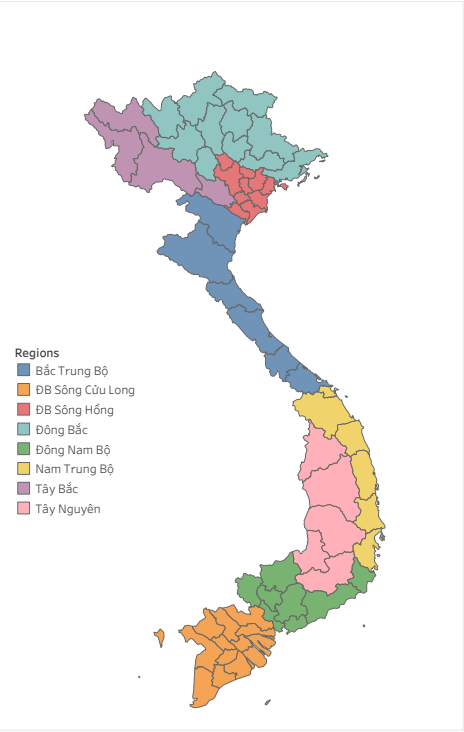 Regions
Bắc Trung Bộ
ĐB Sông Cửu Long
ĐB Sông Hồng
Đông Bắc
Đông Nam Bộ
Nam Trung Bộ
Tây Bắc
Tây Nguyên